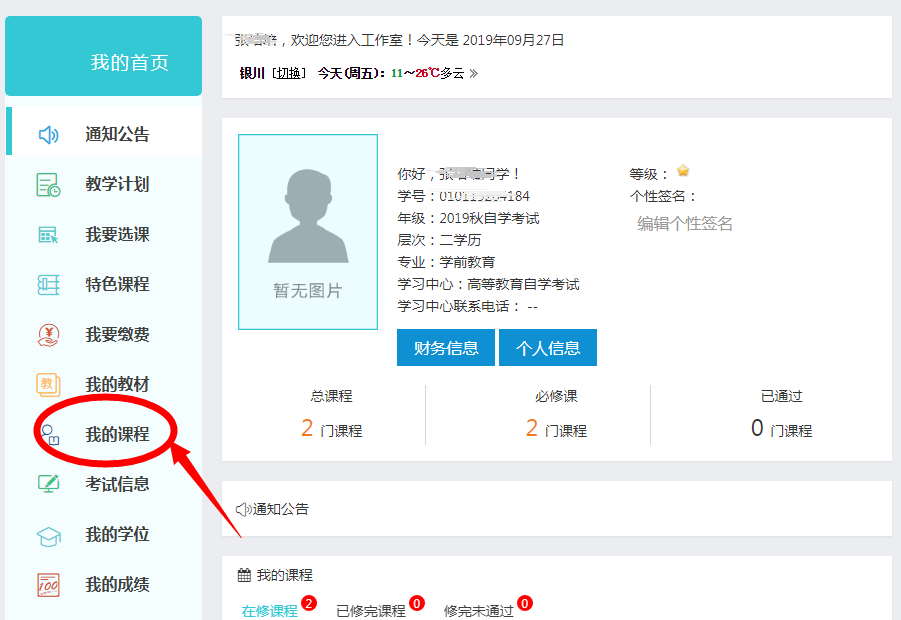 我的首页
通知公告
教学计划
我要选课
特色课程
我要缴费
我的教材
我的课程
考试信息
我的学位
我的成绩
，欢迎您进入工作室！今天是 2019年09月27日
银川 [切换] 今天(周五)：11～26℃多云 »
暂无图片
你好，同学！
学号：184
年级：2019秋自学考试
层次：二学历
专业：学前教育
学习中心：高等教育自学考试
学习中心联系电话： --
等级：
个性签名：
编辑个性签名
财务信息 个人信息
总课程 必修课 已通过
2 门课程 2 门课程 0 门课程
通知公告
我的课程
在修课程 2 已修完课程 0 修完未通过 0
教
100